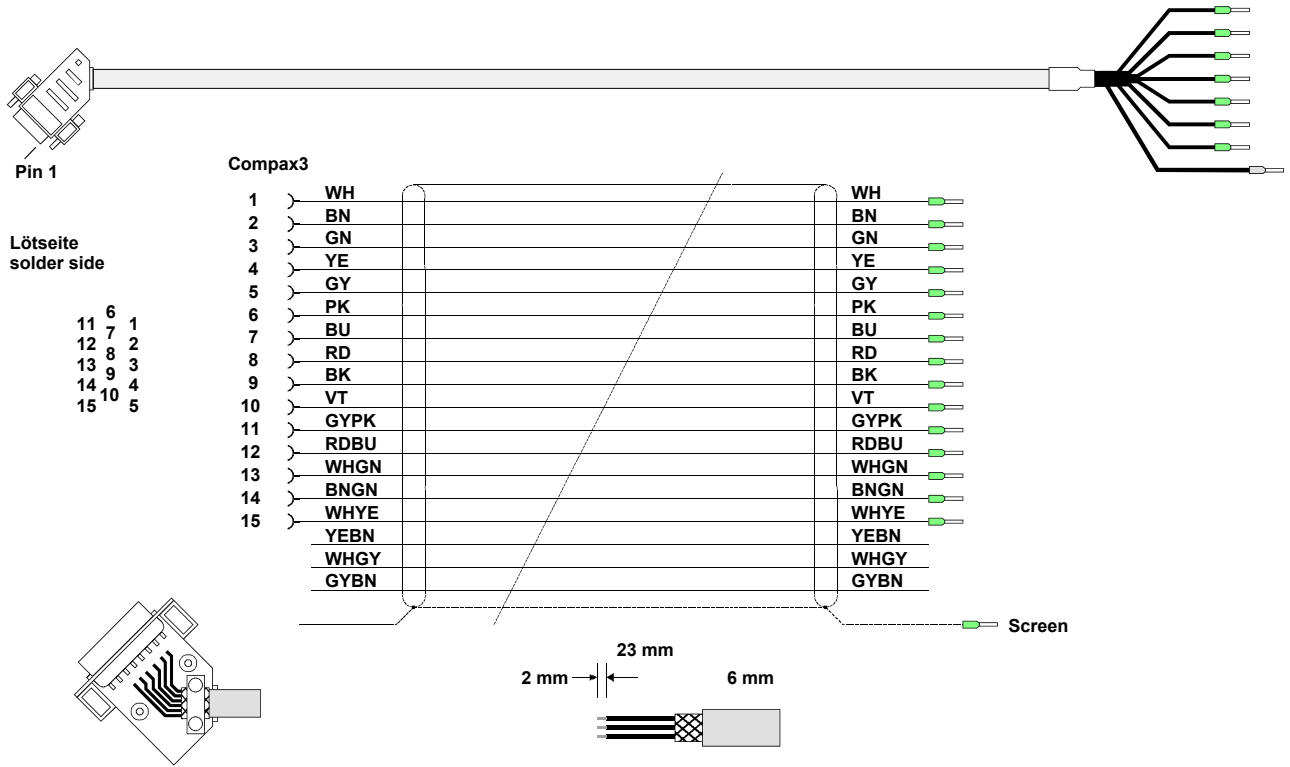 Pin 1
Compax3
Lötseite
solder side
6
11 1
7
12 2
8
13 3
9
14 4
10
15 5
1 WH WH
2 BN BN
3 GN GN
4 YE YE
5 GY GY
6 PK PK
7 BU BU
8 RD RD
9 BK BK
10 VT VT
11 GYPK GYPK
12 RDBU RDBU
13 WHGN WHGN
14 BNGN BNGN
15 WHYE WHYE
YEBN YEBN
WHGY WHGY
GYBN GYBN
Screen
23 mm
2 mm 6 mm